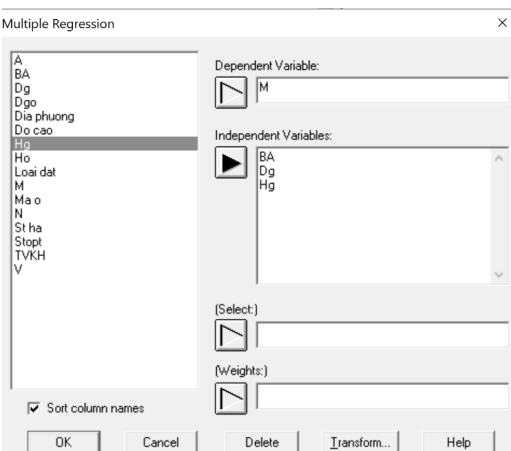 Multiple Regression
A
BA
Dg
Dgo
Dia phuong
Do cao
Hg
Ho
Loai dat
M
Ma o
N
St ha
Stopt
TVKH
V
Sort column names
Dependent Variable:
M
Independent Variables:
BA
Dg
Hg
(Select:)
(Weights:)
OK Cancel Delete Transform... Help